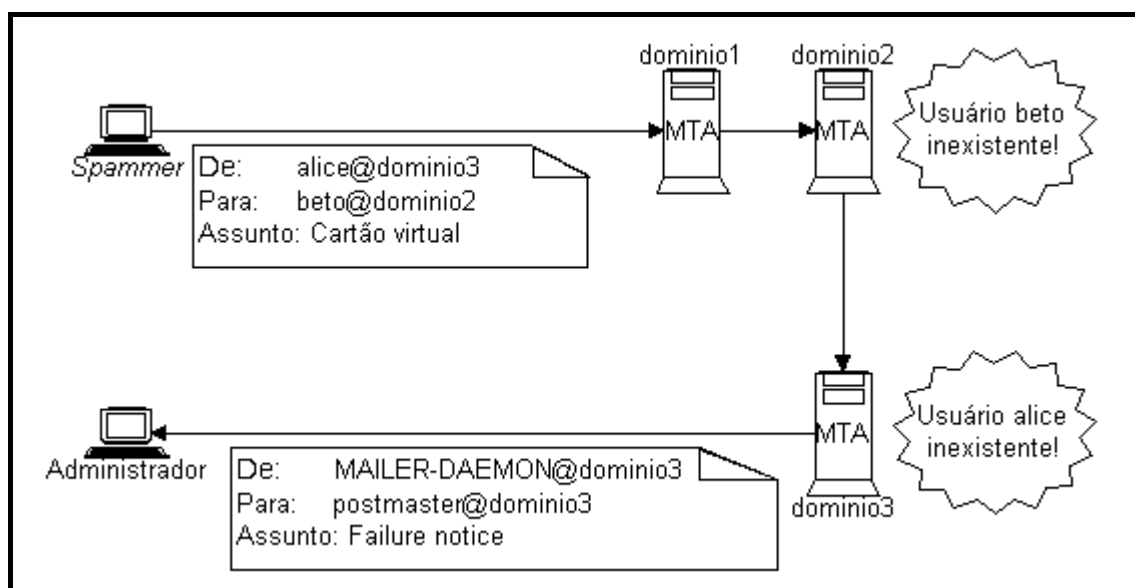 dominio1
dominio2
MTA
MTA
Usuário beto
inexistente!
Spammer
De: alice@dominio3
Para: beto@dominio2
Assunto: Cartão virtual
MTA
dominio3
Usuário alice
inexistente!
Administrador
De: MAILER-DAEMON@dominio3
Para: postmaster@dominio3
Assunto: Failure notice